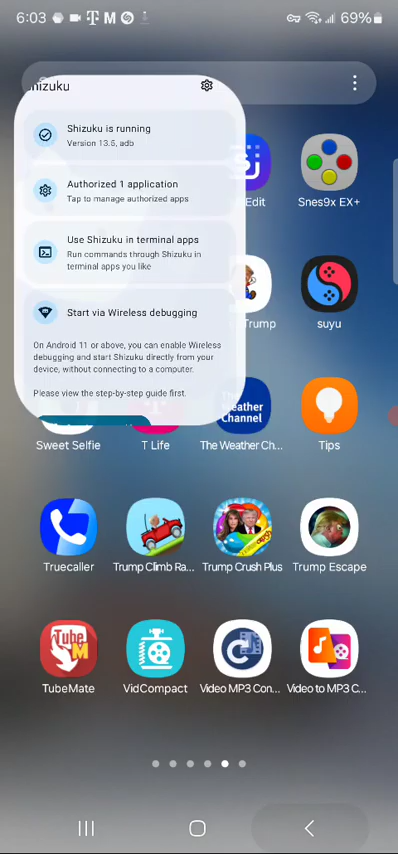 6:03
69%
hizuku
Shizuku is running
Version 13.5, adb
Authorized 1 application
Tap to manage authorized apps
Use Shizuku in terminal apps
Run commands through Shizuku in
terminal apps you like
Start via Wireless debugging
On Android 11 or above, you can enable Wireless
debugging and start Shizuku directly from your
device, without connecting to a computer.
Please view the step-by-step guide first.
Edit
Snes9x EX+
Trump
suyu
Weather
Channel
Sweet Selfie
T Life
The Weather Ch...
Tips
Truecaller
Trump Climb Ra...
Trump Crush Plus
Trump Escape
Tube
M
TubeMate
VidCompact
Video MP3 Con...
Video to MP3 C...